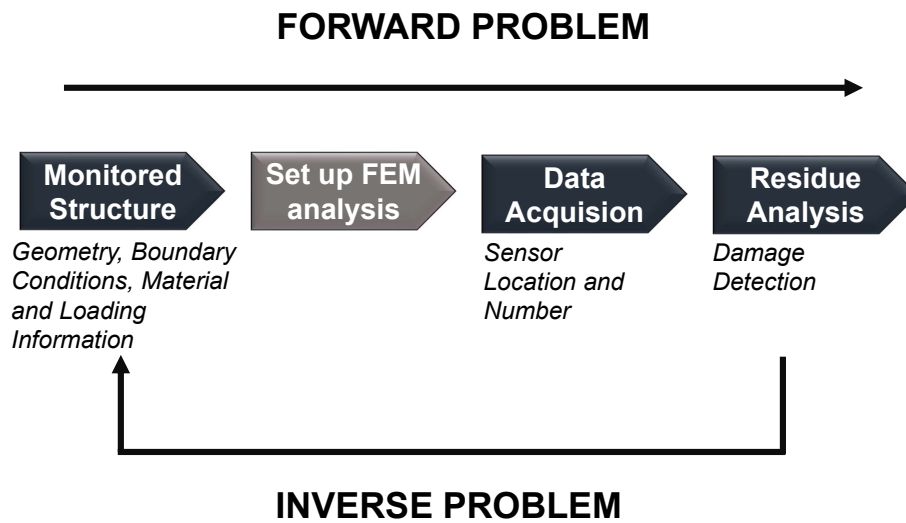 FORWARD PROBLEM
Monitored
Structure
Geometry, Boundary
Conditions, Material
and Loading
Information
Set up FEM
analysis
Data
Acquision
Sensor
Location and
Number
Residue
Analysis
Damage
Detection
INVERSE PROBLEM